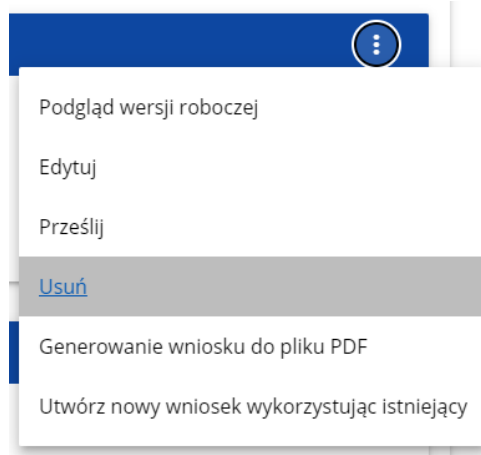 Podgląd wersji roboczej
Edytuj
Prześlij
Usuń
Generowanie wniosku do pliku PDF
Utwórz nowy wniosek wykorzystując istniejący